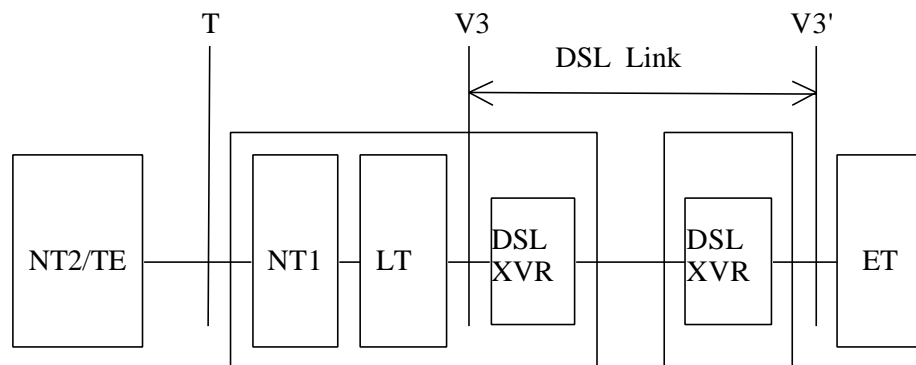 T
V3
V3'
DSL Link
NT2/TE
NT1
LT
DSL
XVR
DSL
XVR
ET